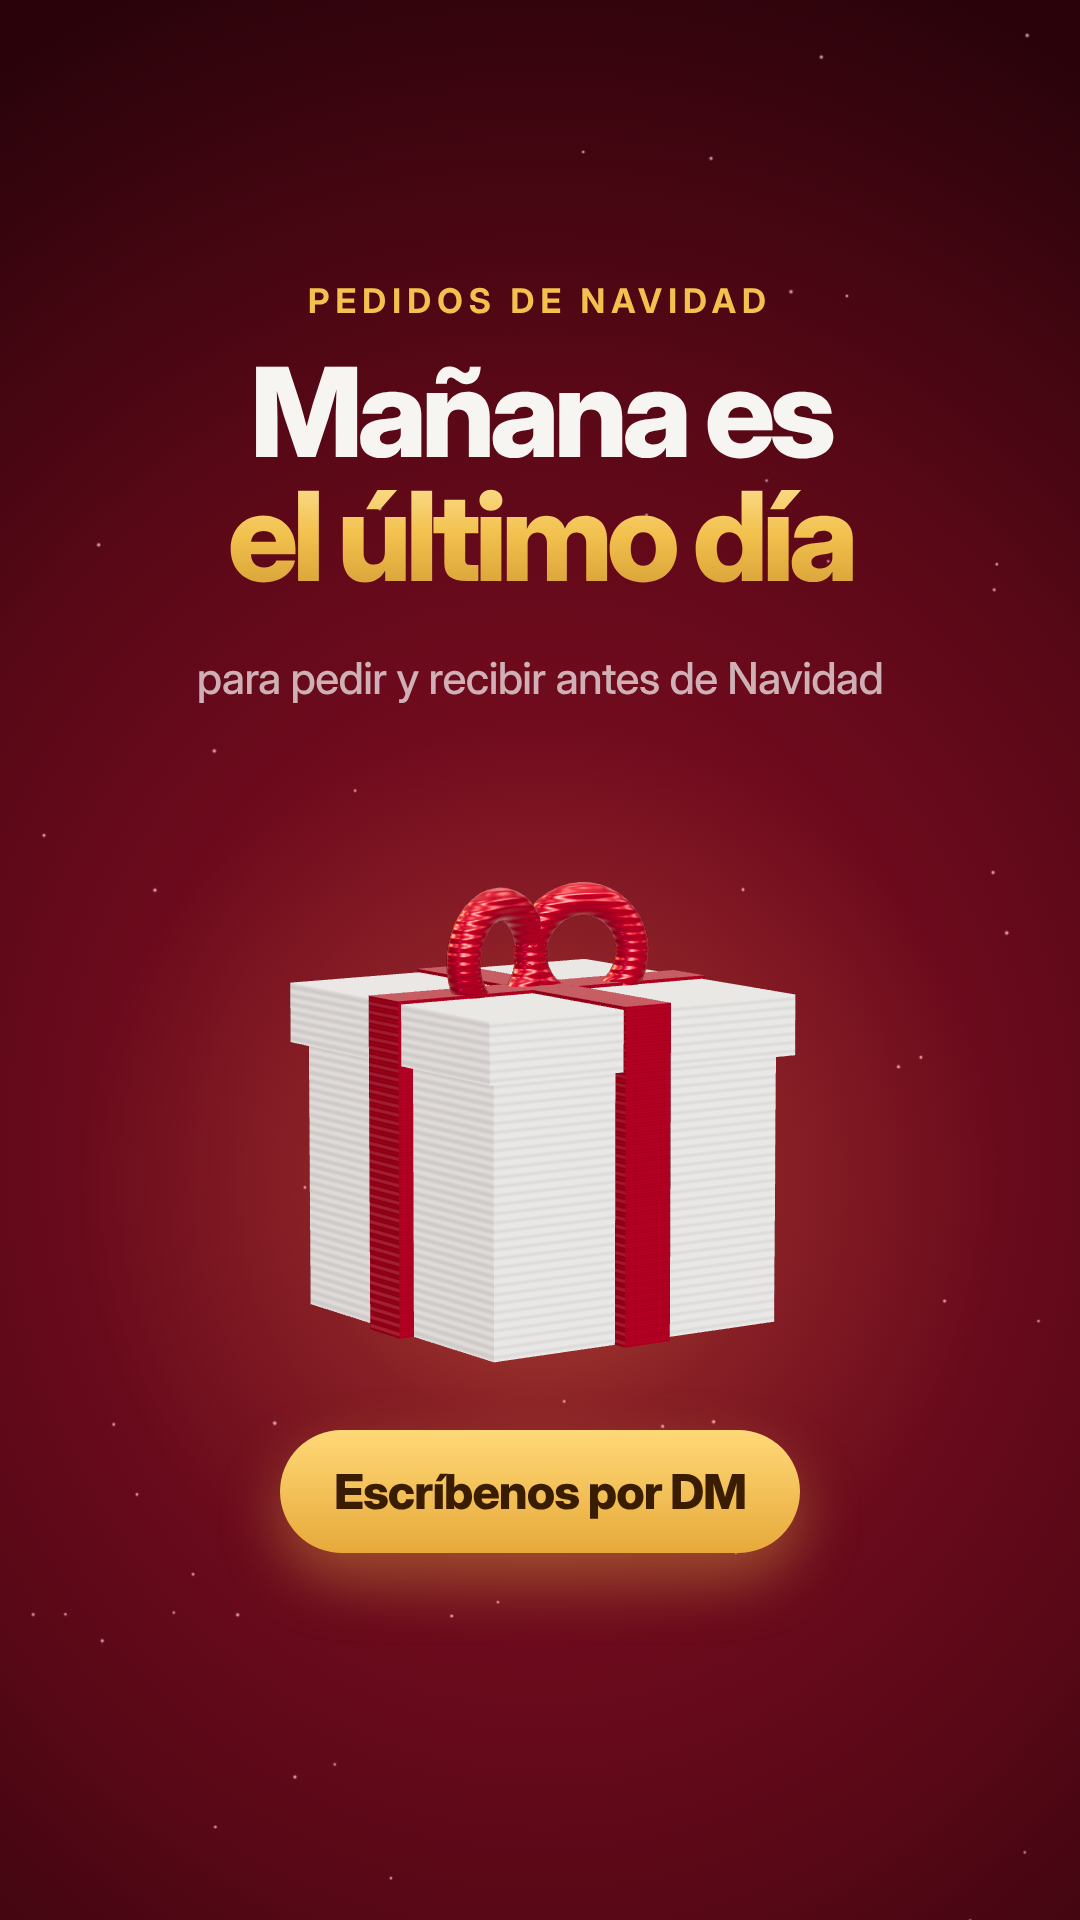 PEDIDOS DE NAVIDAD
Mañana es
el último día
para pedir y recibir antes de Navidad
Escríbenos por DM